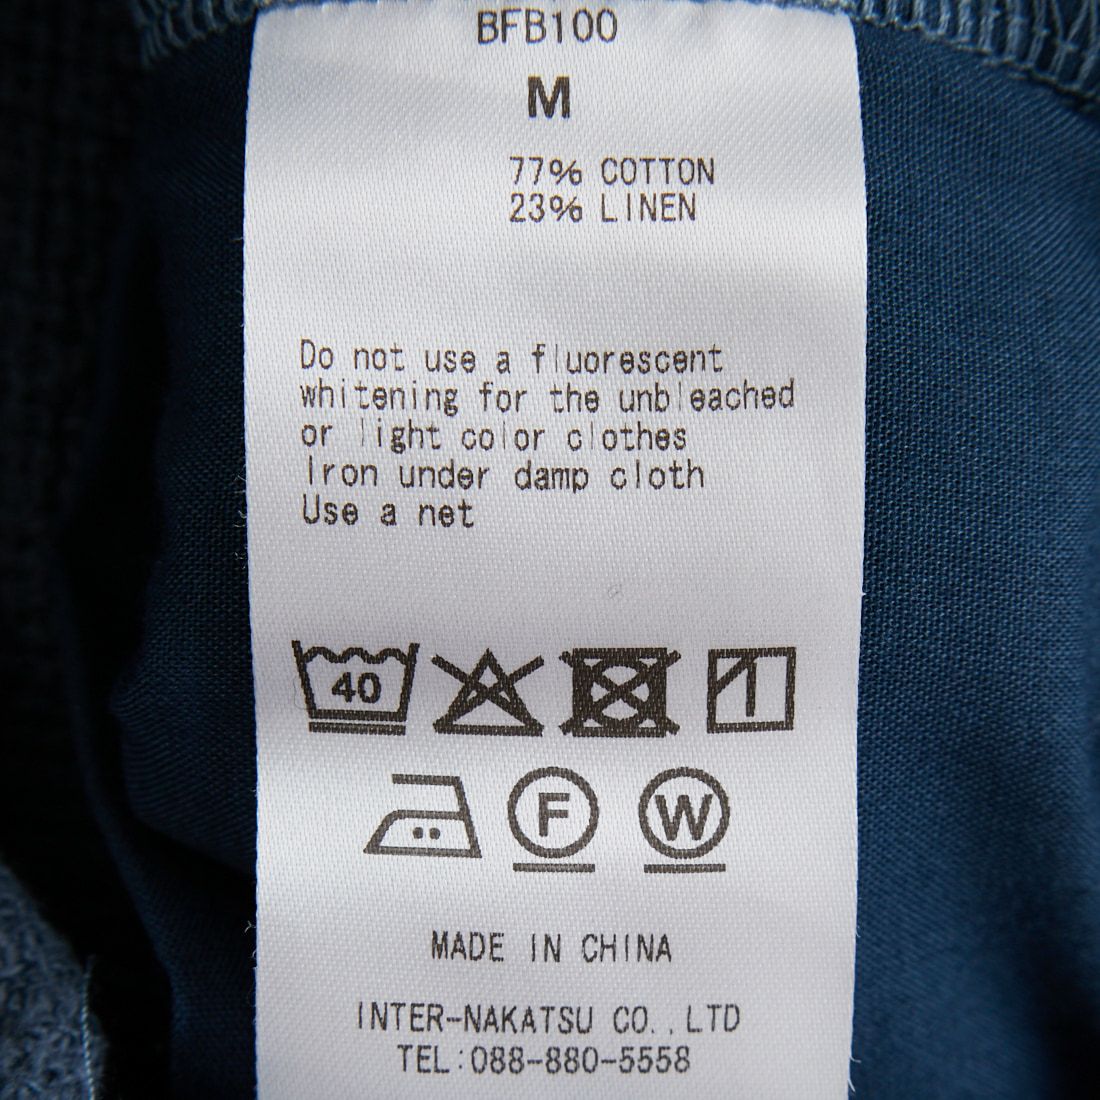 BFB100
M
77% COTTON
23% LINEN
Do not use a fluorescent
whitening for the unbleached
or light color clothes
Iron under damp cloth
Use a net
40
F W
MADE IN CHINA
INTER-NAKATSU CO.,LTD
TEL:088-880-5558